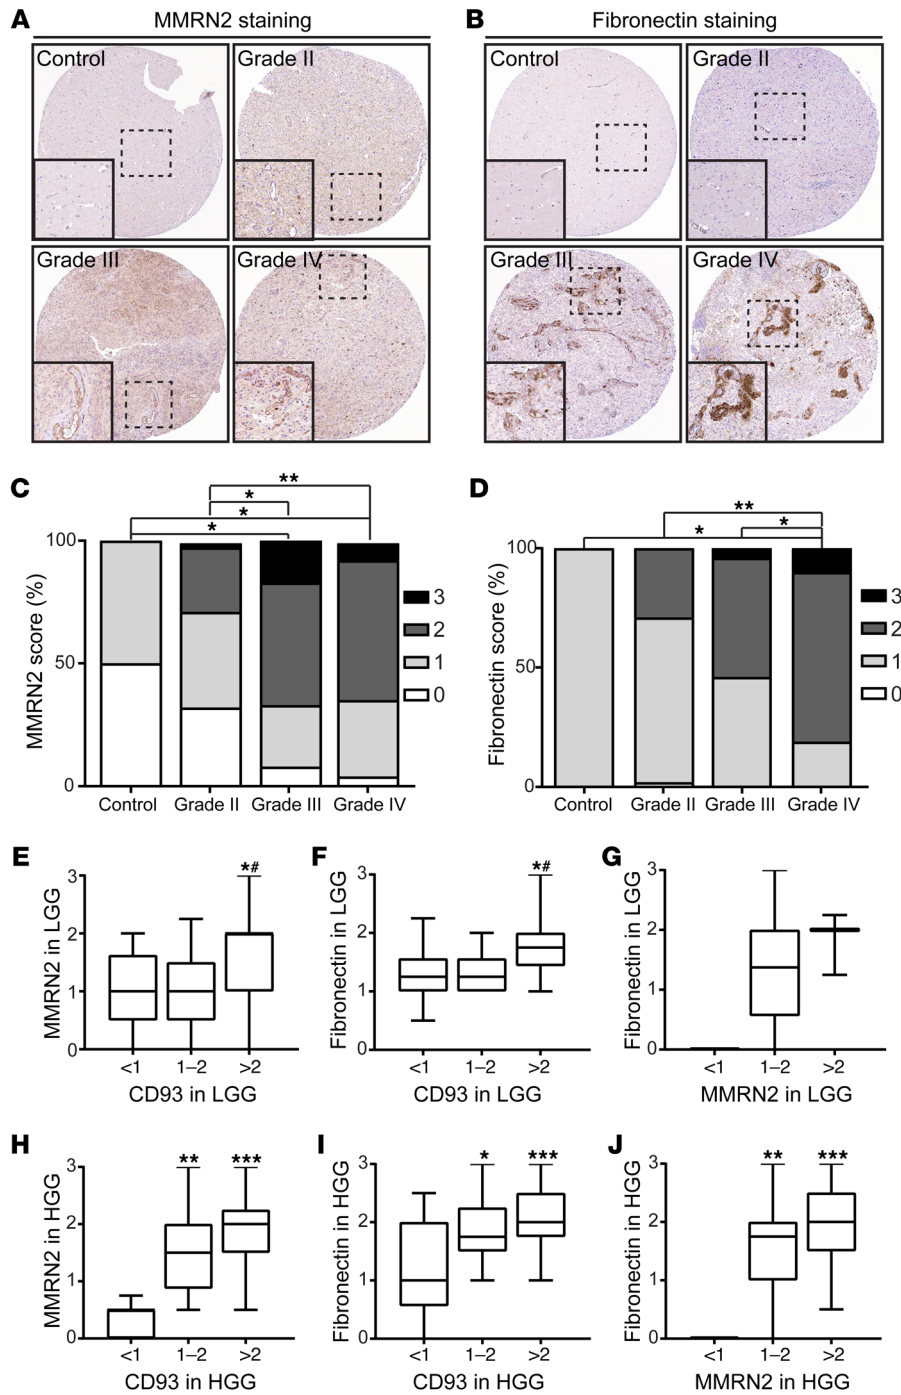 A MMRN2 staining
Control
Grade II
Grade III
Grade IV
B Fibronectin staining
Control
Grade II
Grade III
Grade IV
C
**
*
*
*
MMRN2 score (%)
100
50
0
Control Grade II Grade III Grade IV
3
2
1
0
D
**
*
*
Fibronectin score (%)
100
50
0
Control Grade II Grade III Grade IV
3
2
1
0
E
MMRN2 in LGG
3
2
1
0
*#
<1 1–2 >2
CD93 in LGG
F
Fibronectin in LGG
3
2
1
0
*#
<1 1–2 >2
CD93 in LGG
G
Fibronectin in LGG
3
2
1
0
<1 1–2 >2
MMRN2 in LGG
H
MMRN2 in HGG
3
2
1
0
** ***
<1 1–2 >2
CD93 in HGG
I
Fibronectin in HGG
3
2
1
0
* ***
<1 1–2 >2
CD93 in HGG
J
Fibronectin in HGG
3
2
1
0
** ***
<1 1–2 >2
MMRN2 in HGG